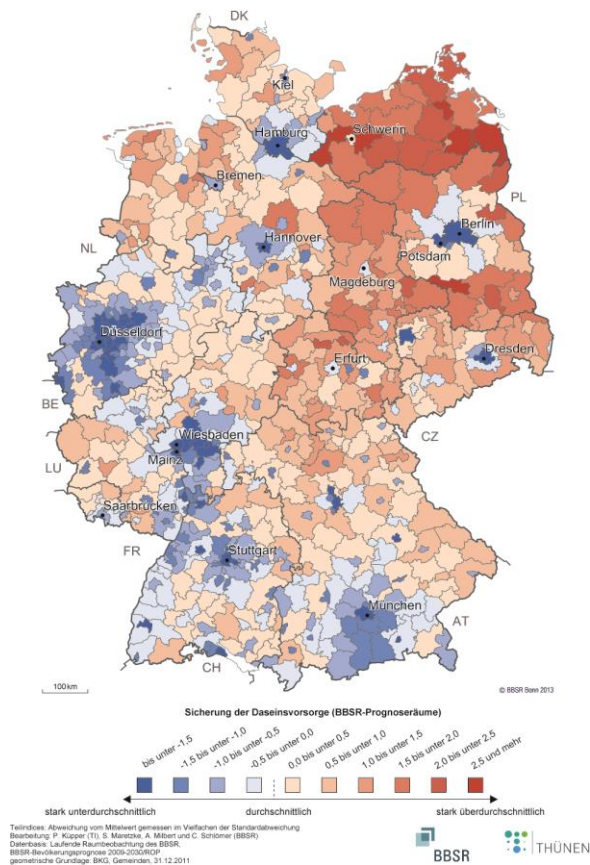 DK
Kiel
Hamburg
Schwerin
Bremen
PL
Berlin
NL
Hannover
Potsdam
Magdeburg
Düsseldorf
Erfurt
Dresden
BE
Wiesbaden
CZ
LU
Mainz
Saarbrücken
FR
Stuttgart
München
AT
CH
100 km
© BBSR Bonn 2013
Sicherung der Daseinsvorsorge (BBSR-Prognoseräume)
bis unter -1,5
-1,5 bis unter -1,0
-1,0 bis unter -0,5
-0,5 bis unter 0,0
0,0 bis unter 0,5
0,5 bis unter 1,0
1,0 bis unter 1,5
1,5 bis unter 2,0
2,0 bis unter 2,5
2,5 und mehr
stark unterdurchschnittlich durchschnittlich stark überdurchschnittlich
Teilindizes: Abweichung vom Mittelwert gemessen im Vielfachen der Standardabweichung
Bearbeitung: P. Küpper (TI), S. Maretzke, A. Milbert und C. Schlömer (BBSR)
Datenbasis: Laufende Raumbeobachtung des BBSR,
BBSR-Bevölkerungsprognose 2009-2030/ROP
geometrische Grundlage: BKG, Gemeinden, 31.12.2011
BBSR
THÜNEN